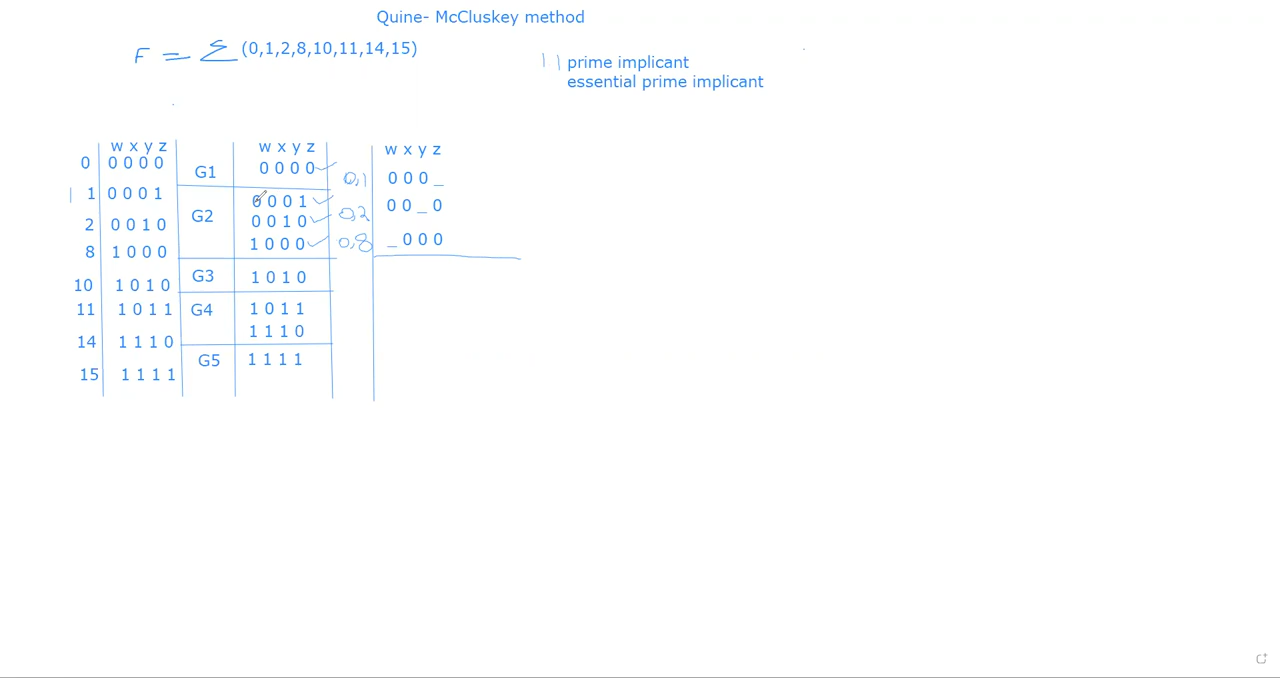 Quine- McCluskey method
F = Σ (0,1,2,8,10,11,14,15)
prime implicant
essential prime implicant
w x y z
0 0 0 0 0
1 0 0 0 1
2 0 0 1 0
8 1 0 0 0
10 1 0 1 0
11 1 0 1 1
14 1 1 1 0
15 1 1 1 1
w x y z
G1 0 0 0 0 ✓
G2 0 0 0 1 ✓
0 0 1 0 ✓
1 0 0 0 ✓
G3 1 0 1 0
G4 1 0 1 1
1 1 1 0
G5 1 1 1 1
w x y z
0,1 0 0 0 _
0,2 0 0 _ 0
0,8 _ 0 0 0